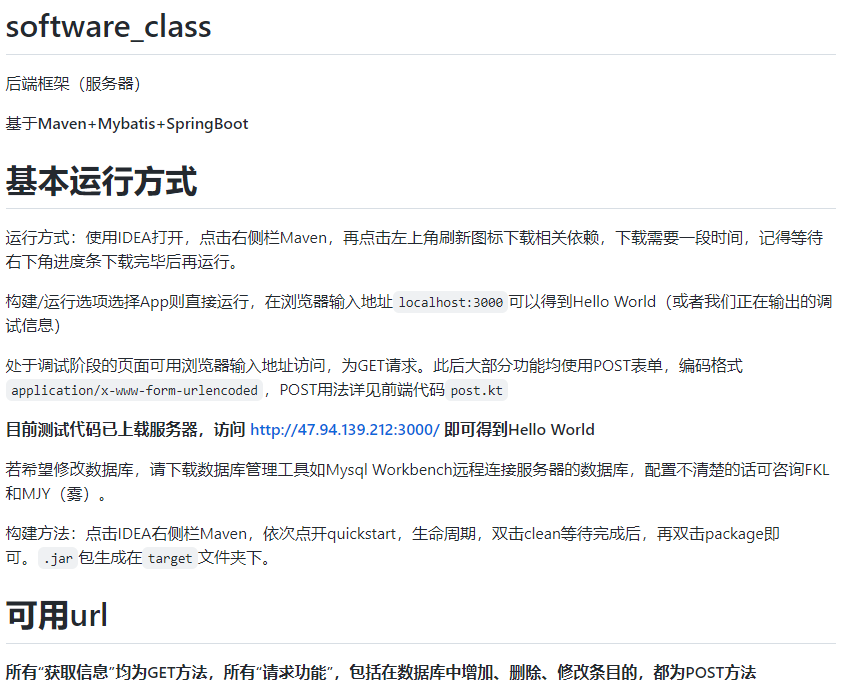 software_class
后端框架（服务器）
基于Maven+Mybatis+SpringBoot
基本运行方式
运行方式：使用IDEA打开，点击右侧栏Maven，再点击左上角刷新图标下载相关依赖，下载需要一段时间，记得等待
右下角进度条下载完毕后再运行。
构建/运行选项选择App则直接运行，在浏览器输入地址 localhost:3000 可以得到Hello World（或者我们正在输出的调
试信息）
处于调试阶段的页面可用浏览器输入地址访问，为GET请求。此后大部分功能均使用POST表单，编码格式
application/x-www-form-urlencoded ，POST用法详见前端代码 post.kt
目前测试代码已上载服务器，访问 http://47.94.139.212:3000/ 即可得到Hello World
若希望修改数据库，请下载数据库管理工具如Mysql Workbench远程连接服务器的数据库，配置不清楚的话可咨询FKL
和MJY（雾）。
构建方法：点击IDEA右侧栏Maven，依次点开quickstart，生命周期，双击clean等待完成后，再双击package即
可。 .jar 包生成在 target 文件夹下。
可用url
所有“获取信息”均为GET方法，所有“请求功能”，包括在数据库中增加、删除、修改条目的，都为POST方法